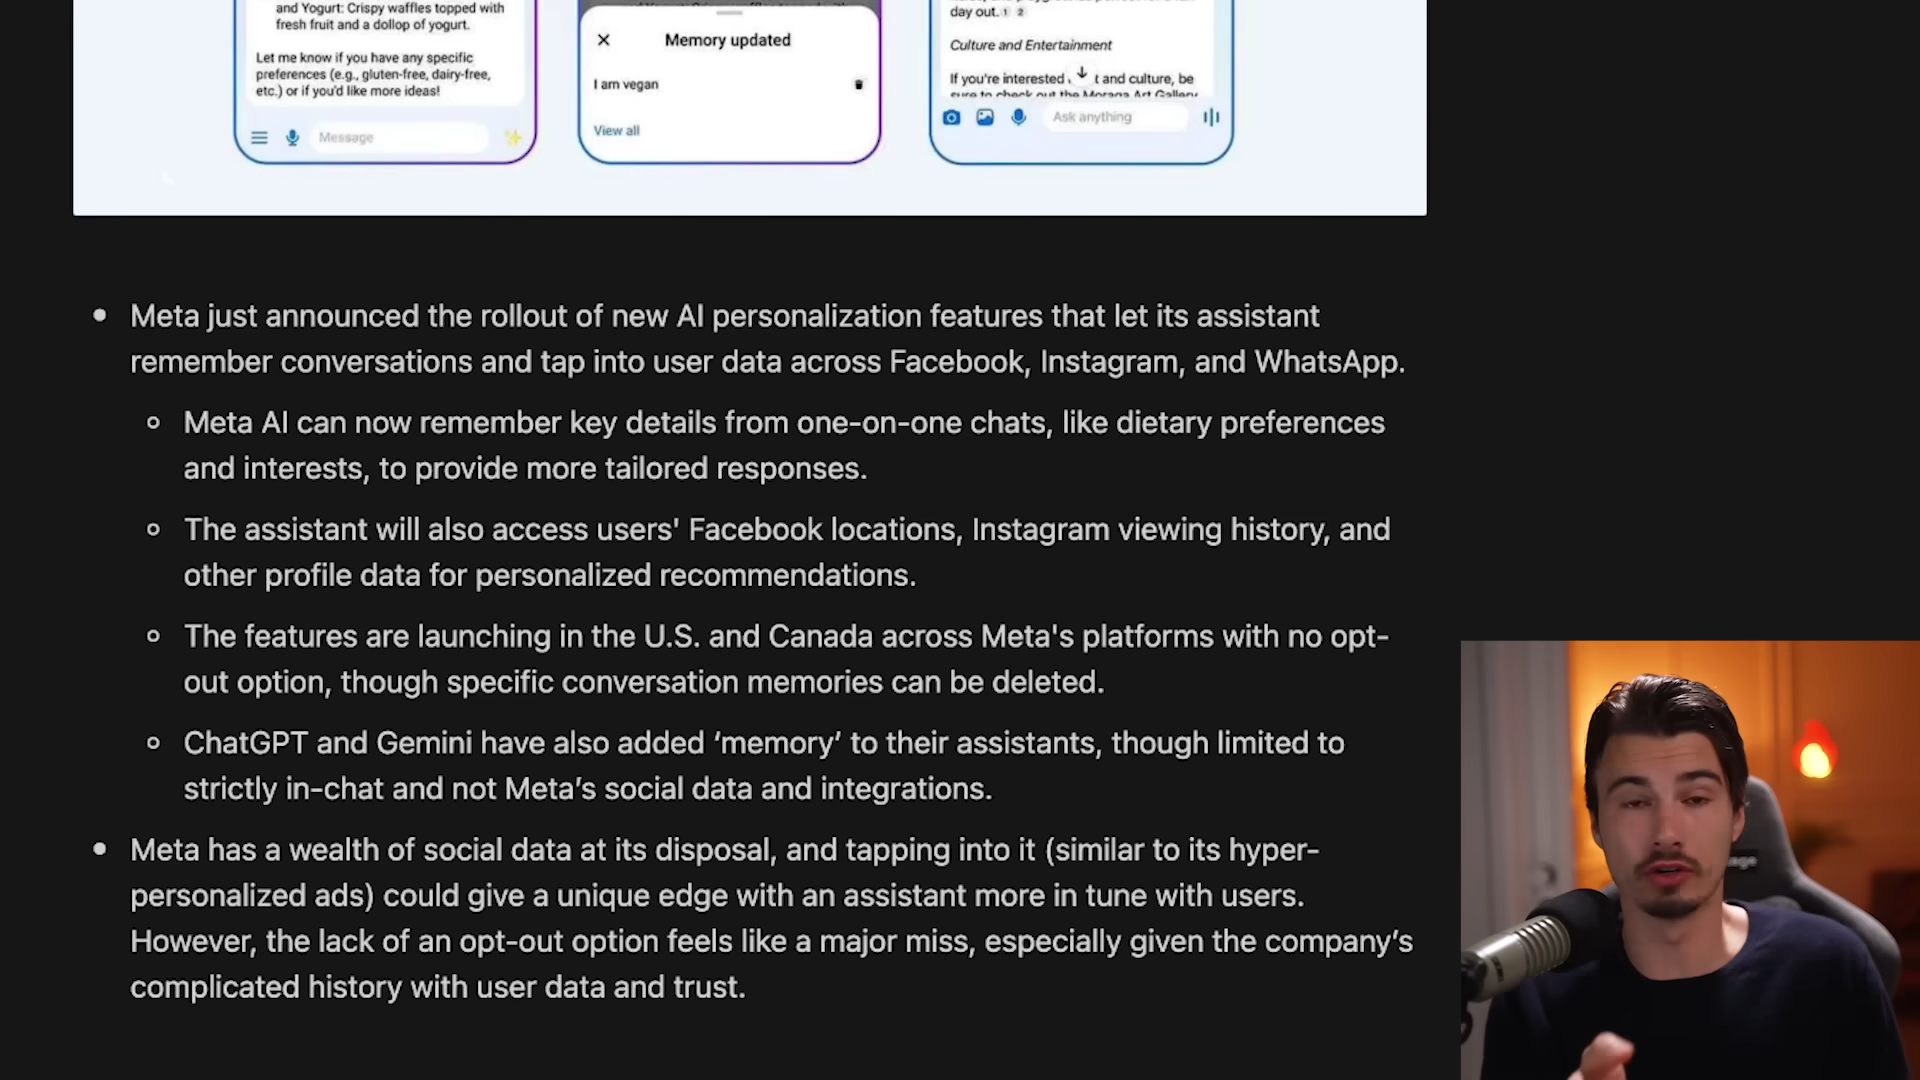 and Yogurt: Crispy waffles topped with
fresh fruit and a dollop of yogurt.
Let me know if you have any specific
preferences (e.g., gluten-free, dairy-free,
etc.) or if you'd like more ideas!
Message
Memory updated
I am vegan
View all
day out. 1 2
Culture and Entertainment
If you're interested t and culture, be
sure to check out the Moraga Art Gallery
Ask anything
• Meta just announced the rollout of new AI personalization features that let its assistant
remember conversations and tap into user data across Facebook, Instagram, and WhatsApp.
Meta AI can now remember key details from one-on-one chats, like dietary preferences
and interests, to provide more tailored responses.
The assistant will also access users' Facebook locations, Instagram viewing history, and
other profile data for personalized recommendations.
The features are launching in the U.S. and Canada across Meta's platforms with no opt-
out option, though specific conversation memories can be deleted.
ChatGPT and Gemini have also added ‘memory’ to their assistants, though limited to
strictly in-chat and not Meta’s social data and integrations.
• Meta has a wealth of social data at its disposal, and tapping into it (similar to its hyper-
personalized ads) could give a unique edge with an assistant more in tune with users.
However, the lack of an opt-out option feels like a major miss, especially given the company’s
complicated history with user data and trust.